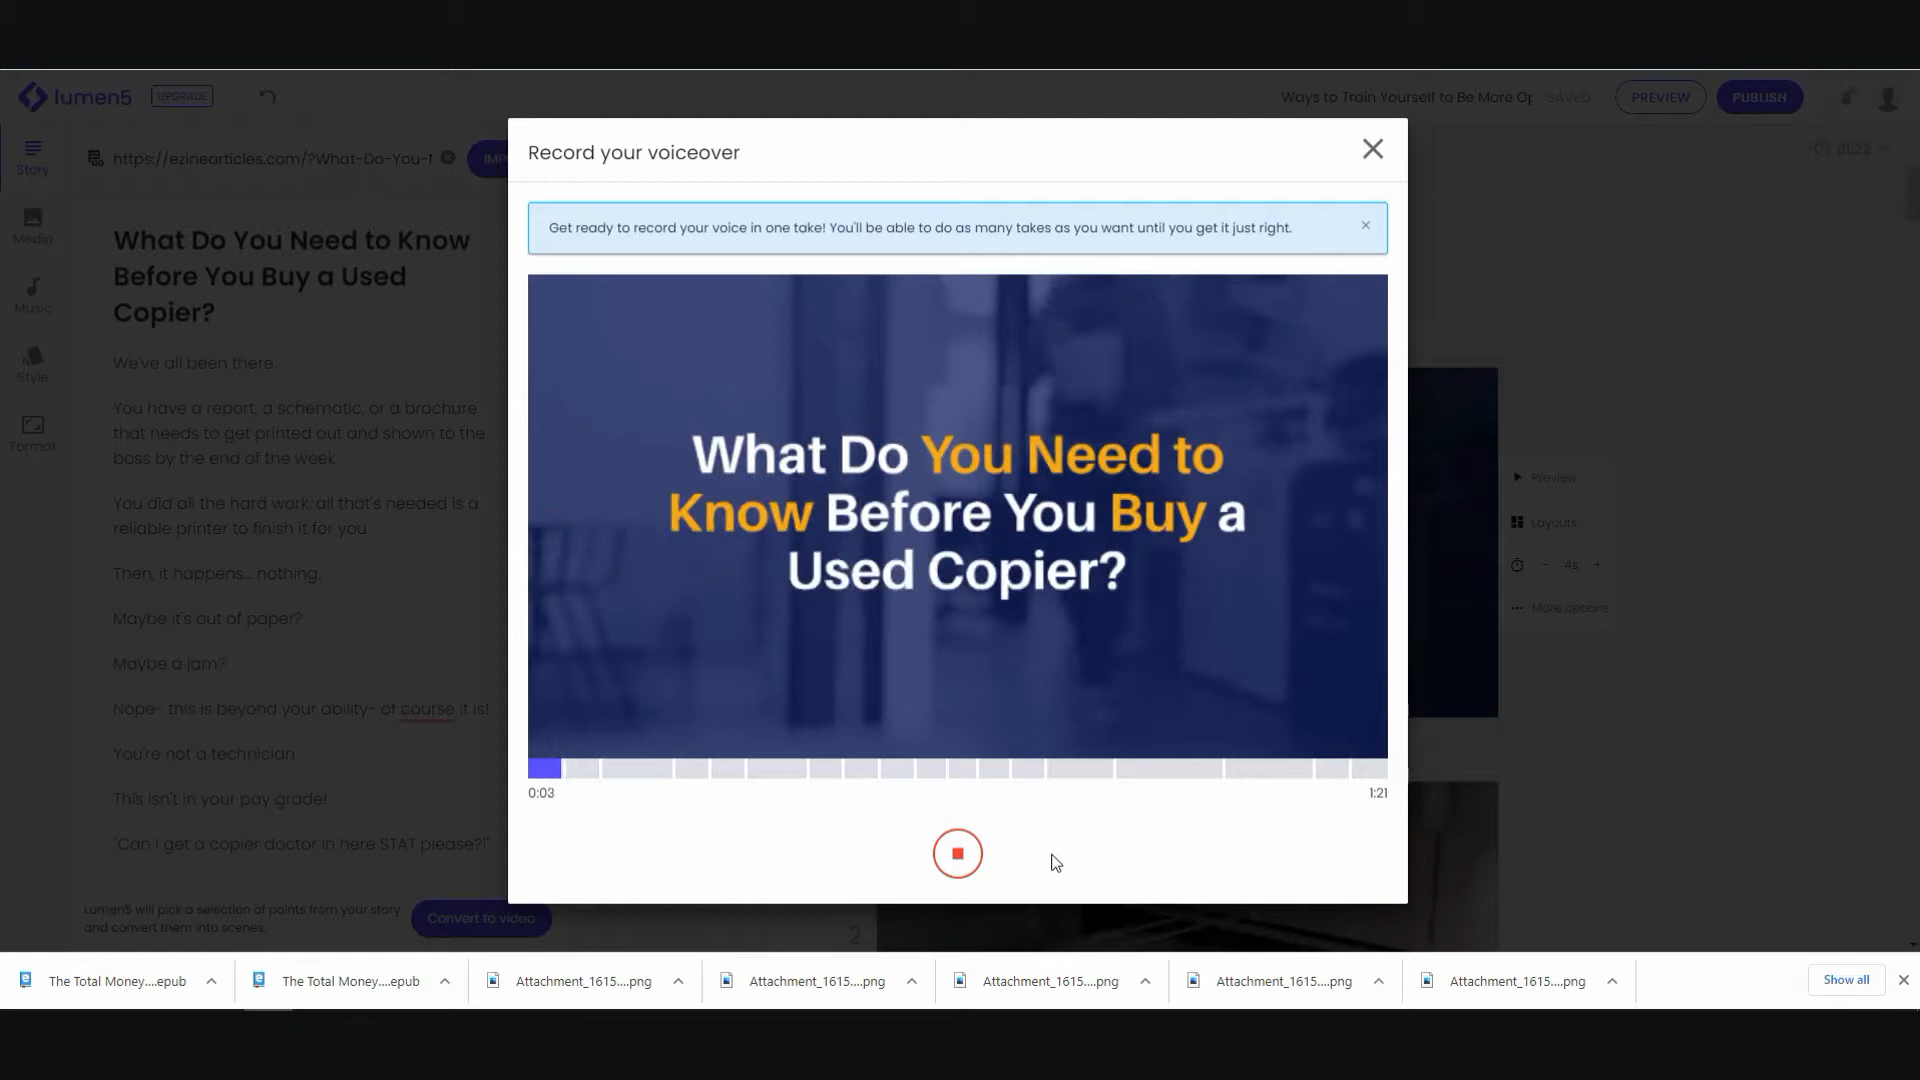 lumen5
UPGRADE
Ways to Train Yourself to Be More Op
SAVED
PREVIEW
PUBLISH
Story
Media
Music
Style
Format
https://ezinearticles.com/?What-Do-You-
What Do You Need to Know
Before You Buy a Used
Copier?
We've all been there.
You have a report, a schematic, or a brochure
that needs to get printed out and shown to the
boss by the end of the week.
You did all the hard work, all that's needed is a
reliable printer to finish it for you.
Then, it happens... nothing.
Maybe it's out of paper?
Maybe a jam?
Nope- this is beyond your ability- of course it is!
You're not a technician.
This isn't in your pay grade!
"Can I get a copier doctor in here STAT please?!"
Lumen5 will pick a selection of points from your story
and convert them into scenes.
Convert to video
Record your voiceover
Get ready to record your voice in one take! You'll be able to do as many takes as you want until you get it just right.
What Do You Need to
Know Before You Buy a
Used Copier?
0:03
1:21
Preview
Layouts
4s
More options
2
The Total Money....epub
The Total Money....epub
Attachment_1615....png
Attachment_1615....png
Attachment_1615....png
Attachment_1615....png
Attachment_1615....png
Show all